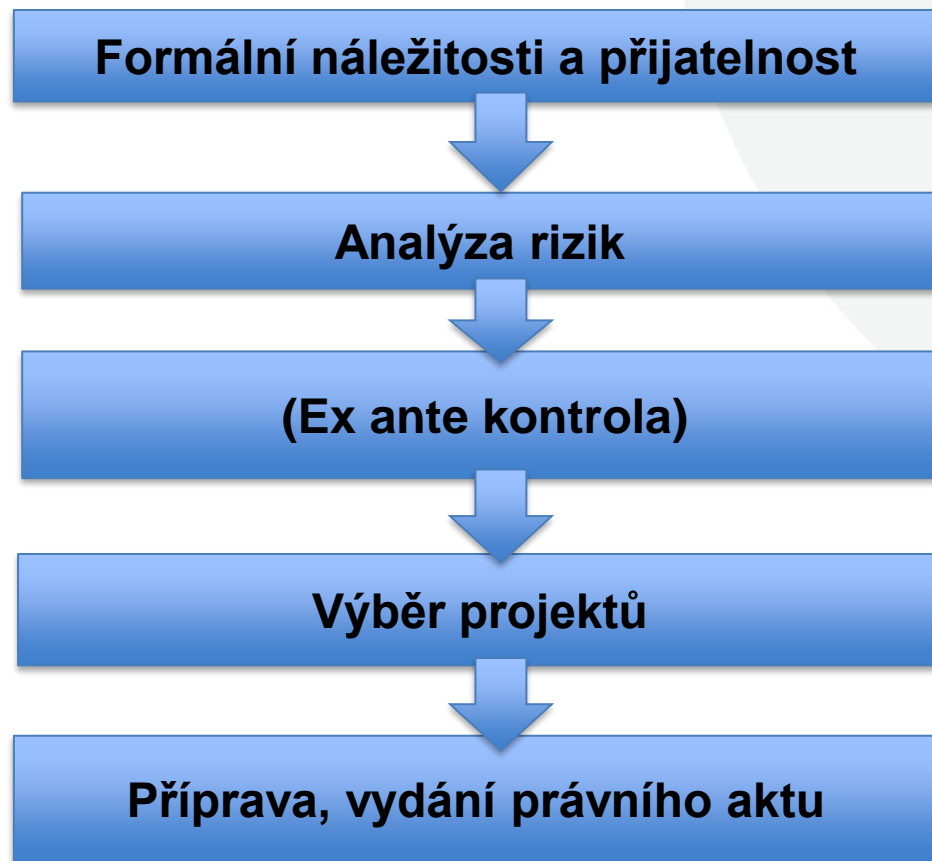 Formální náležitosti a přijatelnost
Analýza rizik
(Ex ante kontrola)
Výběr projektů
Příprava, vydání právního aktu